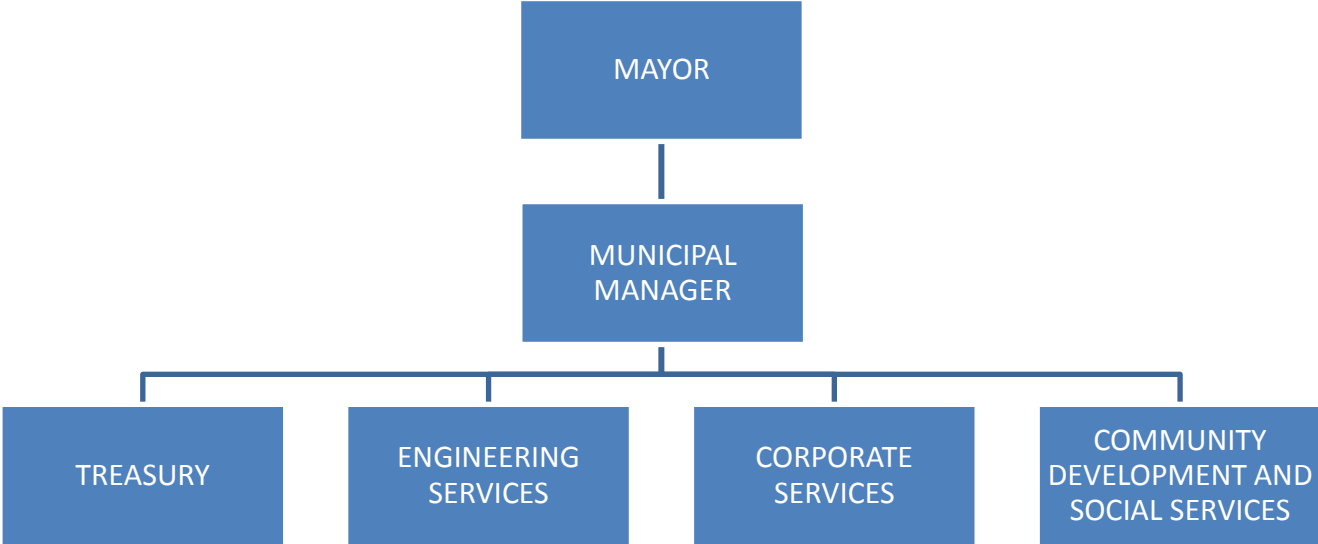 MAYOR
MUNICIPAL
MANAGER
TREASURY
ENGINEERING
SERVICES
CORPORATE
SERVICES
COMMUNITY
DEVELOPMENT AND
SOCIAL SERVICES